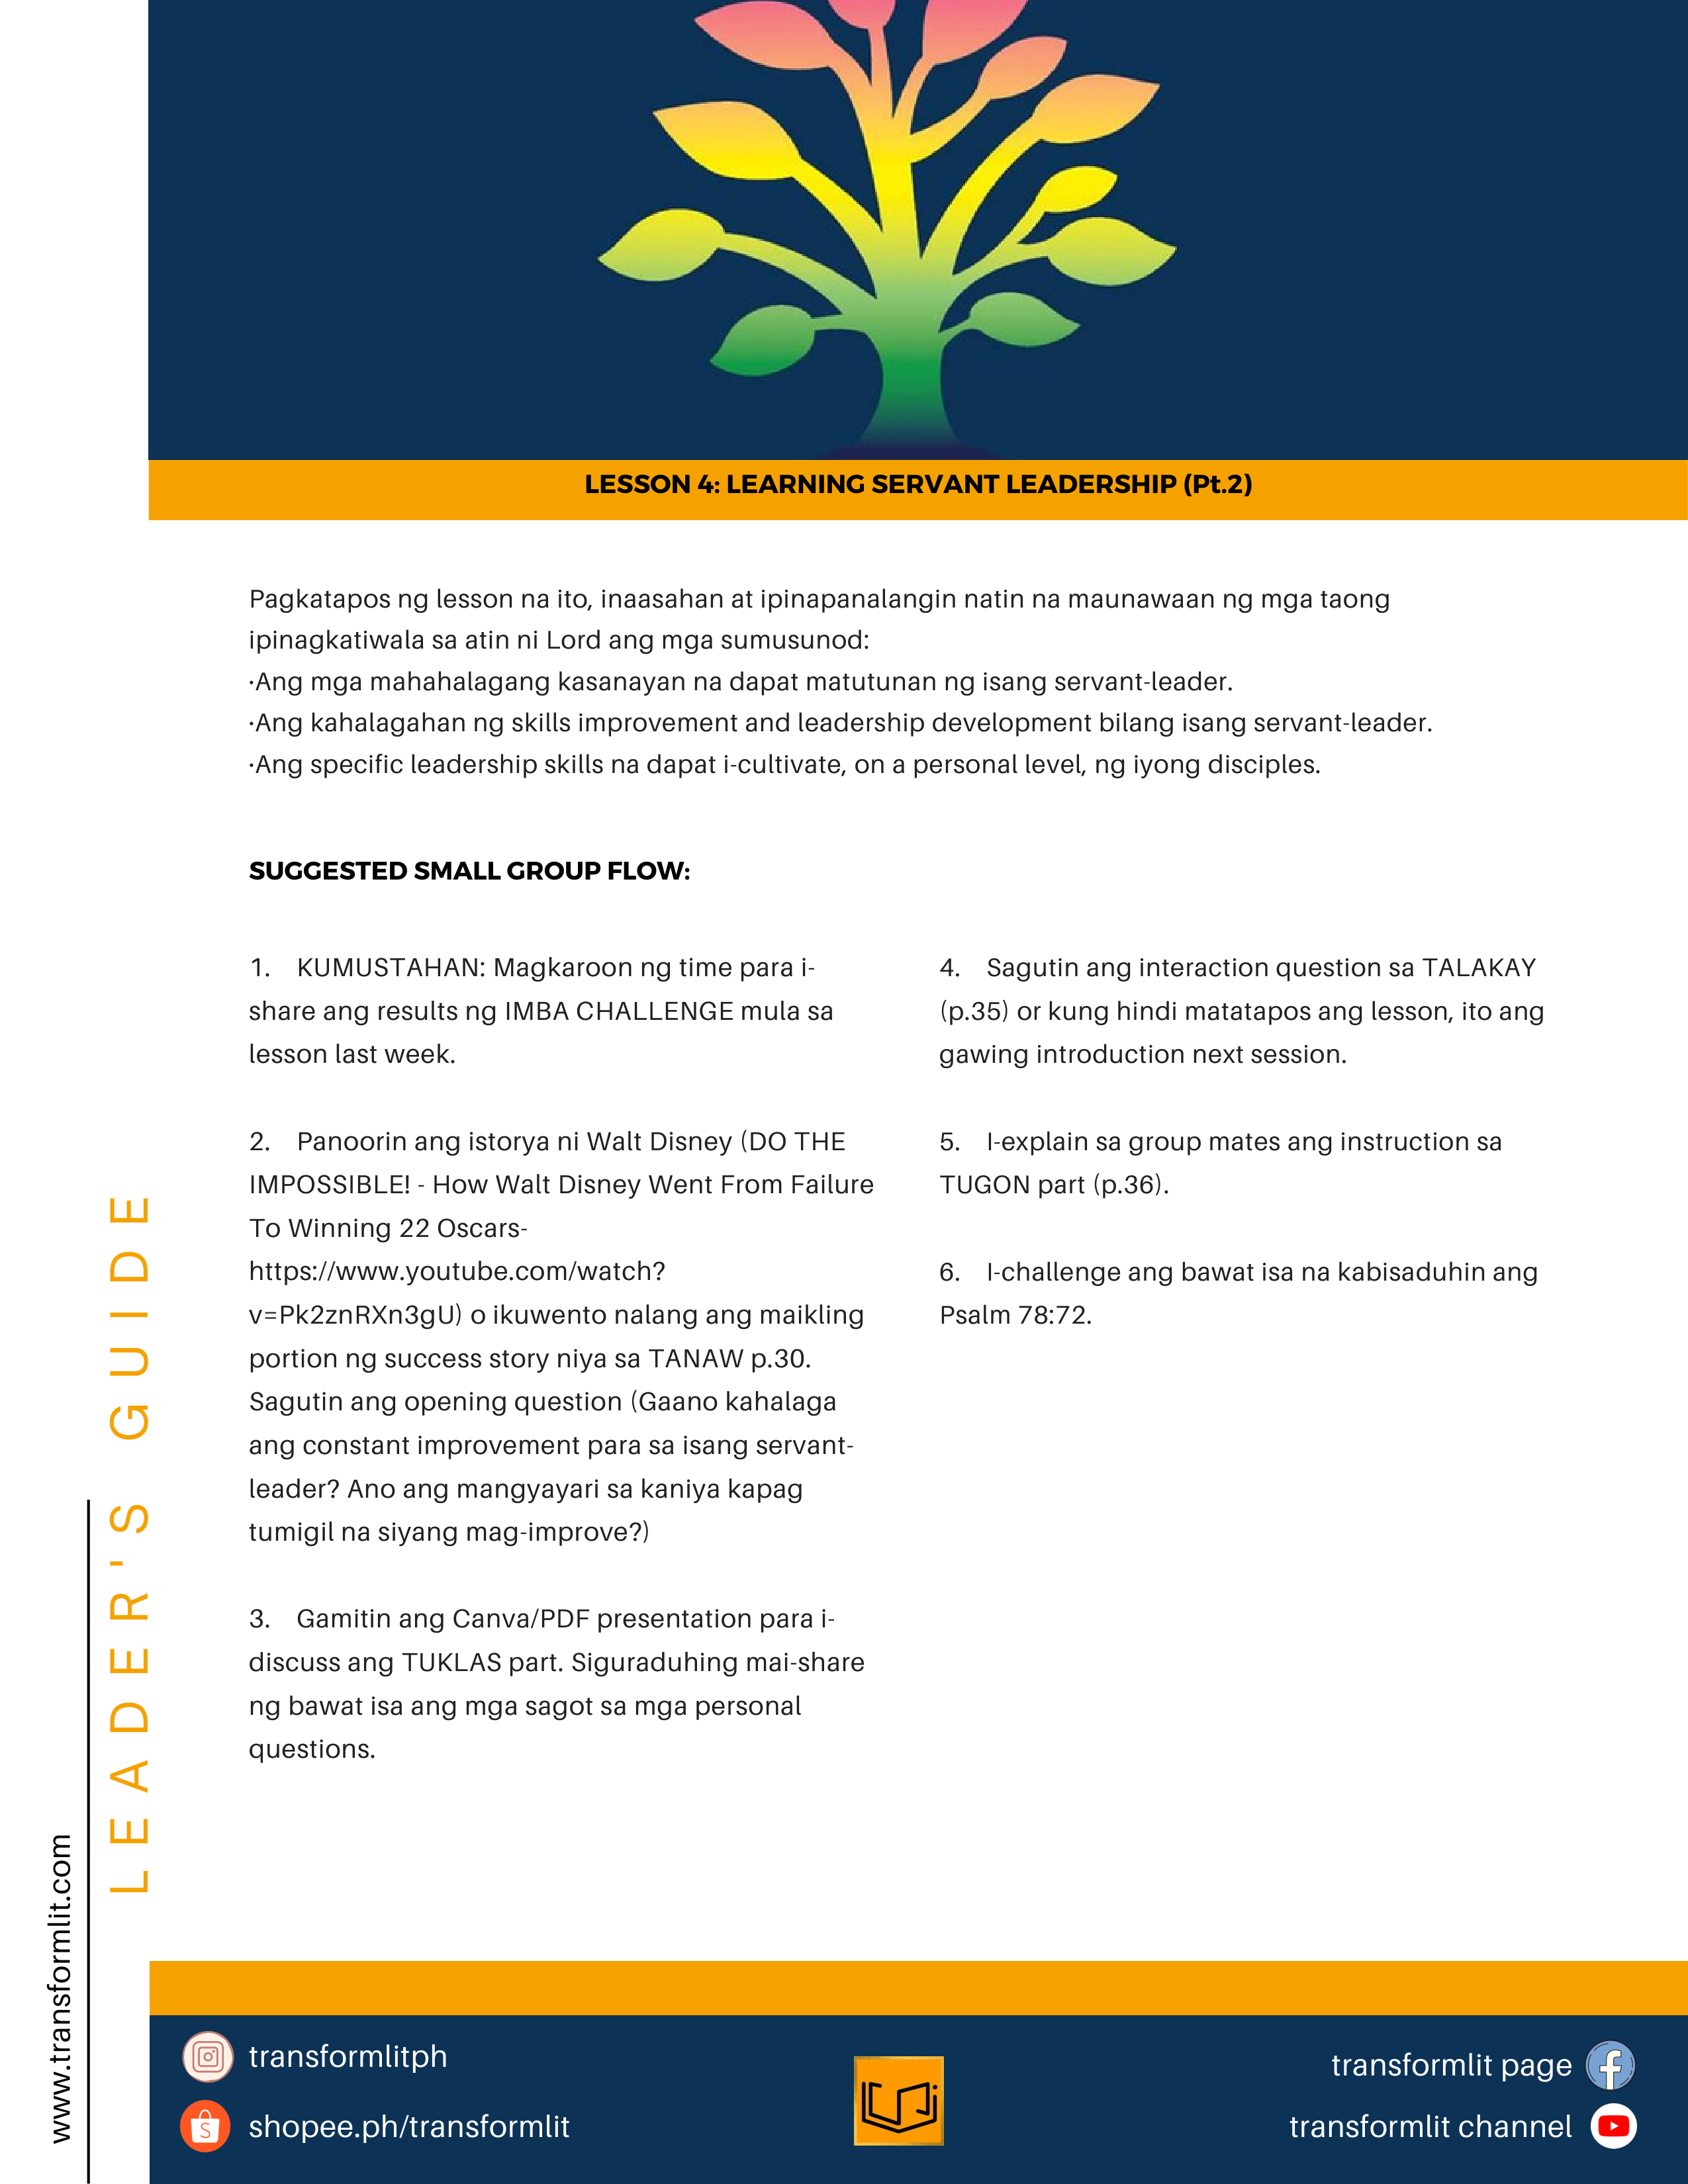 LESSON 4: LEARNING SERVANT LEADERSHIP (Pt.2)
Pagkatapos ng lesson na ito, inaasahan at ipinapanalangin natin na maunawaan ng mga taong
ipinagkatiwala sa atin ni Lord ang mga sumusunod:
·Ang mga mahahalagang kasanayan na dapat matutunan ng isang servant-leader.
·Ang kahalagahan ng skills improvement and leadership development bilang isang servant-leader.
·Ang specific leadership skills na dapat i-cultivate, on a personal level, ng iyong disciples.
SUGGESTED SMALL GROUP FLOW:
1. KUMUSTAHAN: Magkaroon ng time para i-
share ang results ng IMBA CHALLENGE mula sa
lesson last week.
2. Panoorin ang istorya ni Walt Disney (DO THE
IMPOSSIBLE! - How Walt Disney Went From Failure
To Winning 22 Oscars-
https://www.youtube.com/watch?
v=Pk2znRXn3gU) o ikuwento nalang ang maikling
portion ng success story niya sa TANAW p.30.
Sagutin ang opening question (Gaano kahalaga
ang constant improvement para sa isang servant-
leader? Ano ang mangyayari sa kaniya kapag
tumigil na siyang mag-improve?)
3. Gamitin ang Canva/PDF presentation para i-
discuss ang TUKLAS part. Siguraduhing mai-share
ng bawat isa ang mga sagot sa mga personal
questions.
4. Sagutin ang interaction question sa TALAKAY
(p.35) or kung hindi matatapos ang lesson, ito ang
gawing introduction next session.
5. I-explain sa group mates ang instruction sa
TUGON part (p.36).
6. I-challenge ang bawat isa na kabisaduhin ang
Psalm 78:72.
LEADER'S GUIDE
www.transformlit.com
transformlitph
shopee.ph/transformlit
transformlit page
transformlit channel